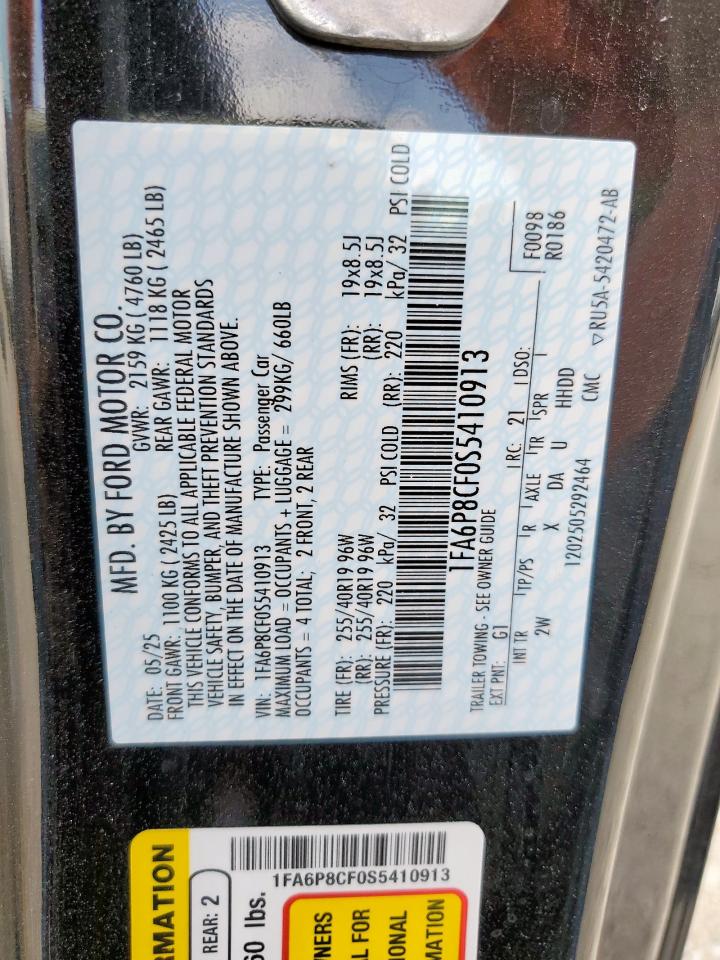 MFD. BY FORD MOTOR CO.
DATE: 05/25 GVWR: 2159 KG ( 4760 LB)
FRONT GAWR: 1100 KG ( 2425 LB) REAR GAWR: 1118 KG ( 2465 LB)
THIS VEHICLE CONFORMS TO ALL APPLICABLE FEDERAL MOTOR
VEHICLE SAFETY, BUMPER, AND THEFT PREVENTION STANDARDS
IN EFFECT ON THE DATE OF MANUFACTURE SHOWN ABOVE.
VIN: 1FA6P8CF0S5410913 TYPE: Passenger Car
MAXIMUM LOAD = OCCUPANTS + LUGGAGE = 299KG/ 660LB
OCCUPANTS = 4 TOTAL; 2 FRONT, 2 REAR
TIRE (FR): 255/40R19 96W RIMS (FR): 19x8.5J
(RR): 255/40R19 96W (RR): 19x8.5J
PRESSURE (FR): 220 kPa/ 32 PSI COLD (RR): 220 kPa/ 32 PSI COLD
1FA6P8CF0S5410913
TRAILER TOWING - SEE OWNER GUIDE
EXT PNT: G1 RC: 21 DSO: F0098
R0186
INT TR TP/PS R AXLE TR SPR
2W X DA U HHDD
1202505292464 CMC ▽RU5A-5420472-AB
RMATION
REAR: 2
1FA6P8CF0S5410913
60 lbs.
NERS
L FOR
IONAL
MATION